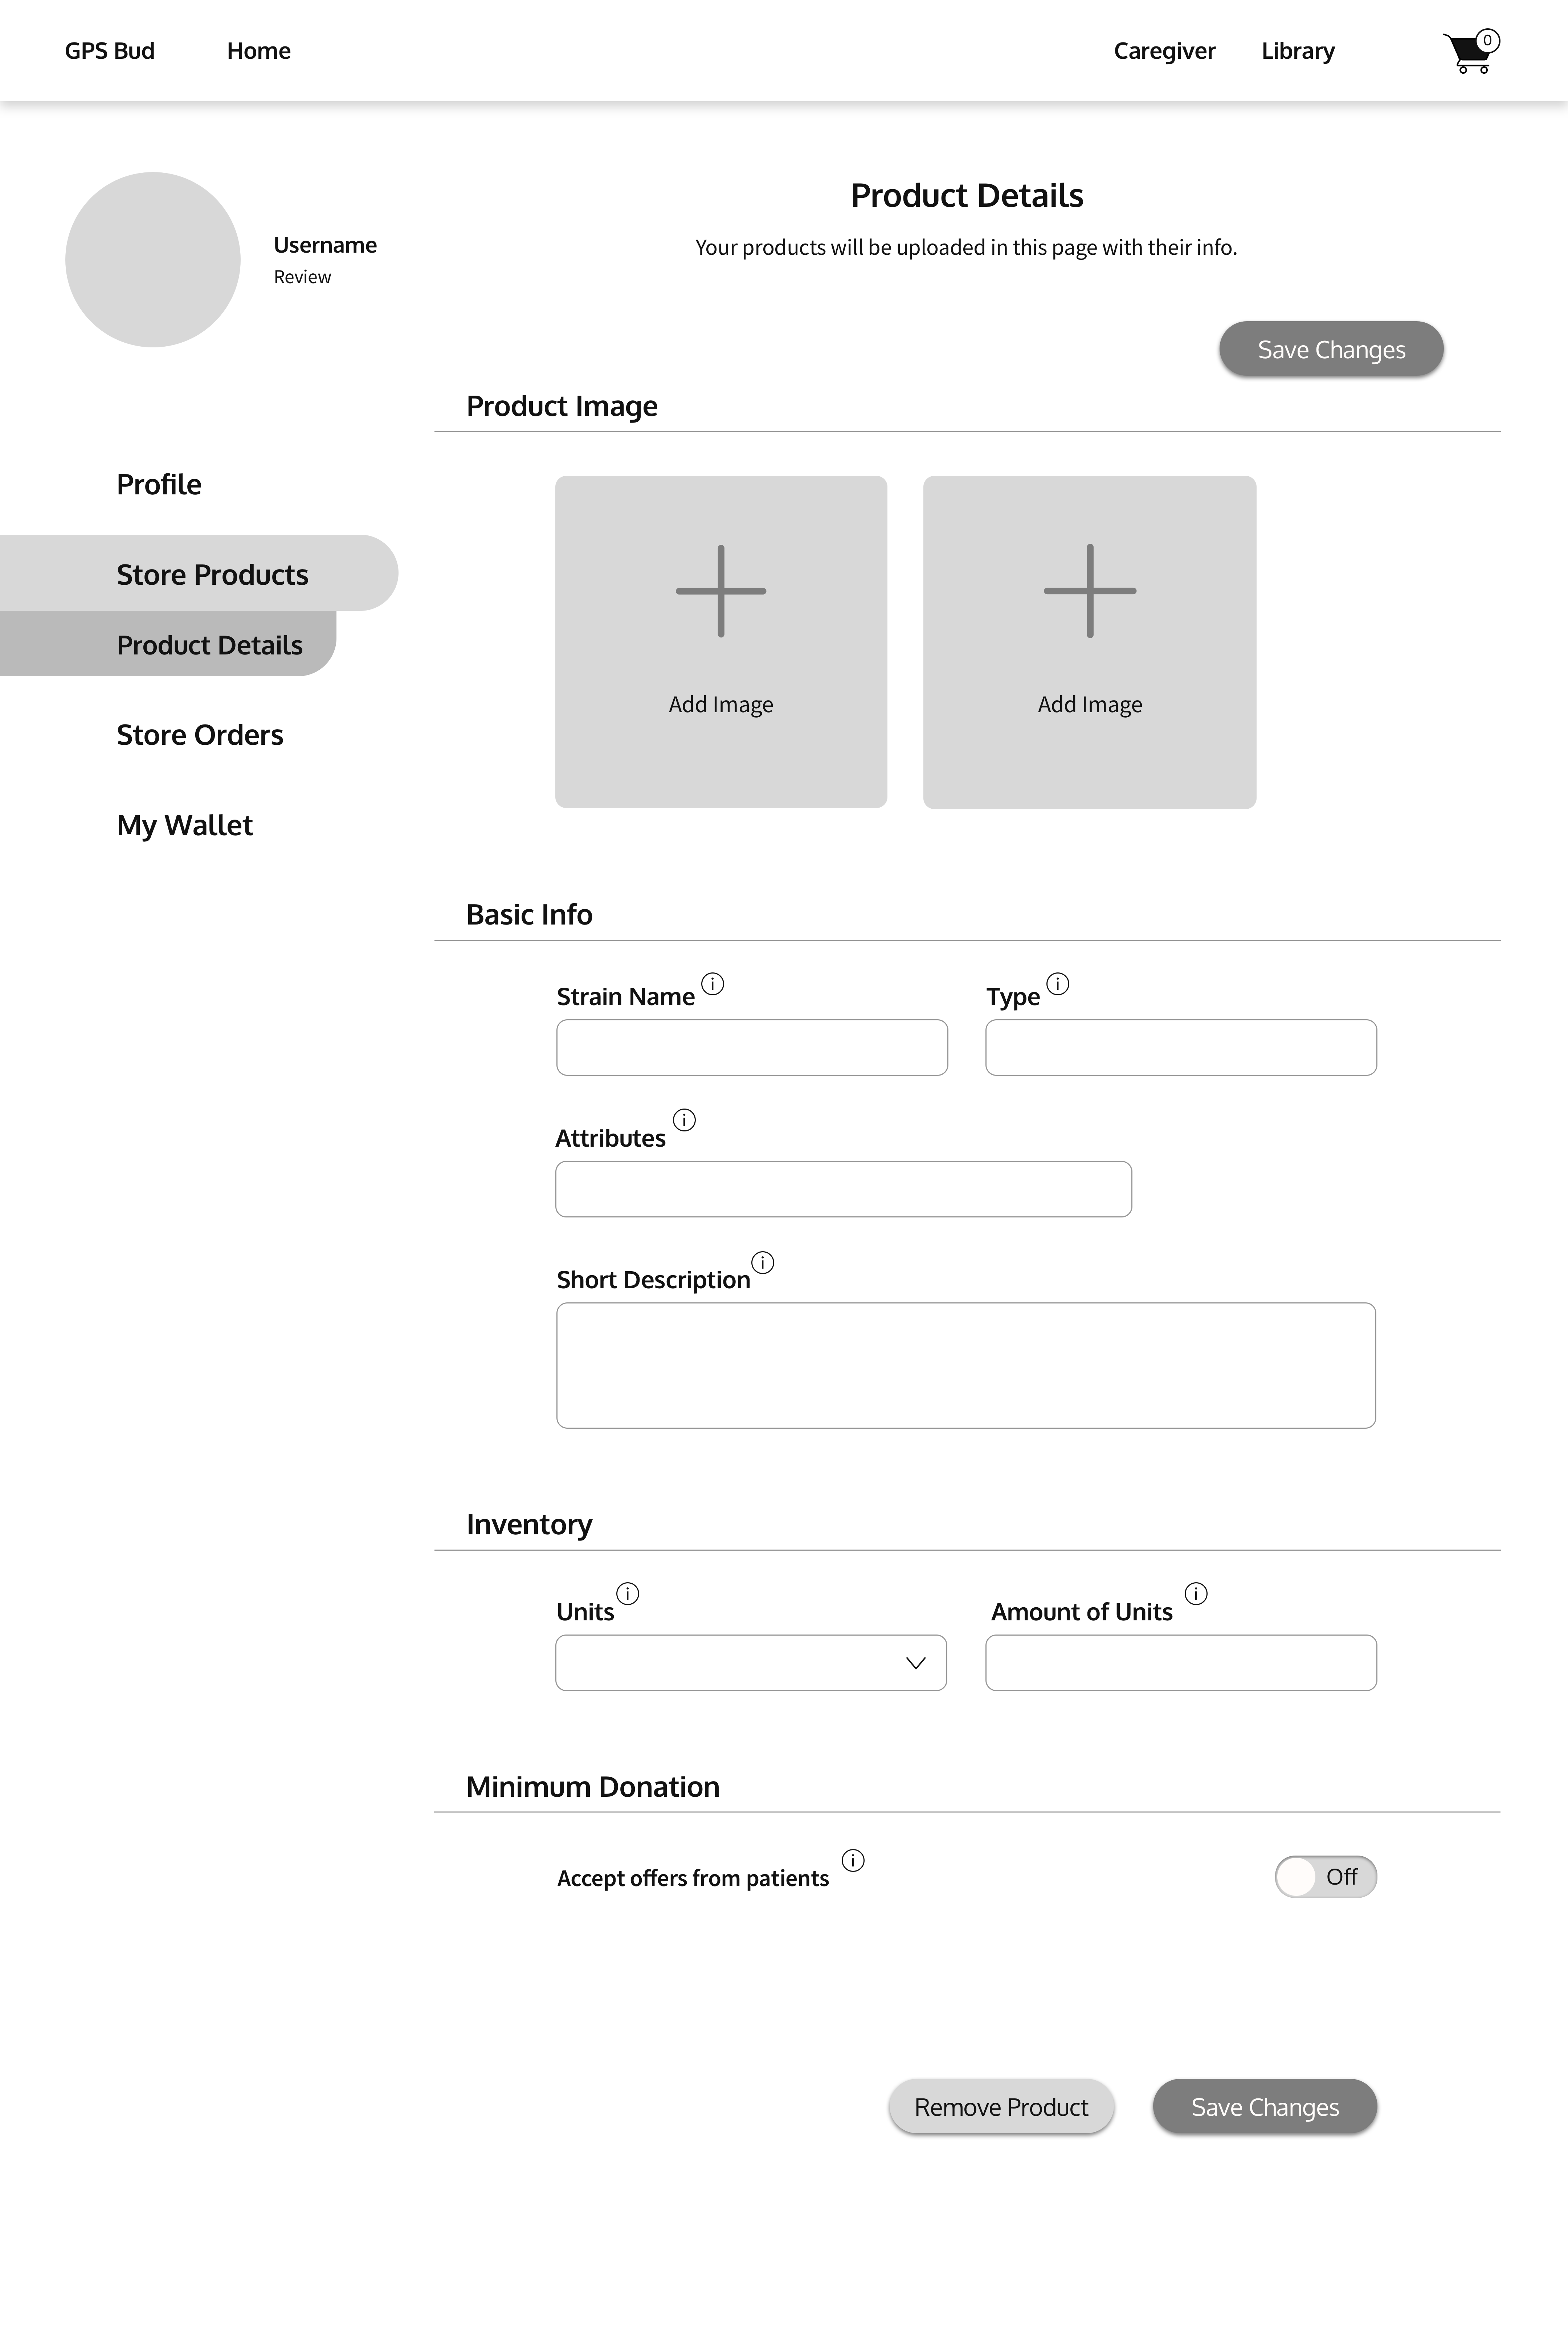 GPS Bud Home Caregiver Library 0
Product Details
Your products will be uploaded in this page with their info.
Username
Review
Save Changes
Product Image
Profile
Store Products
Product Details
Store Orders
My Wallet
Add Image Add Image
Basic Info
Strain Name i Type i
Attributes i
Short Description i
Inventory
Units i Amount of Units i
Minimum Donation
Accept offers from patients i Off
Remove Product Save Changes